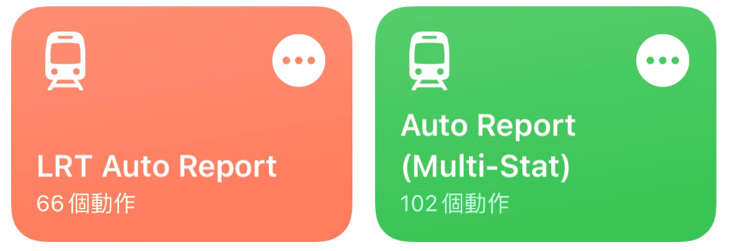 LRT Auto Report
66 個動作
Auto Report
(Multi-Stat)
102 個動作